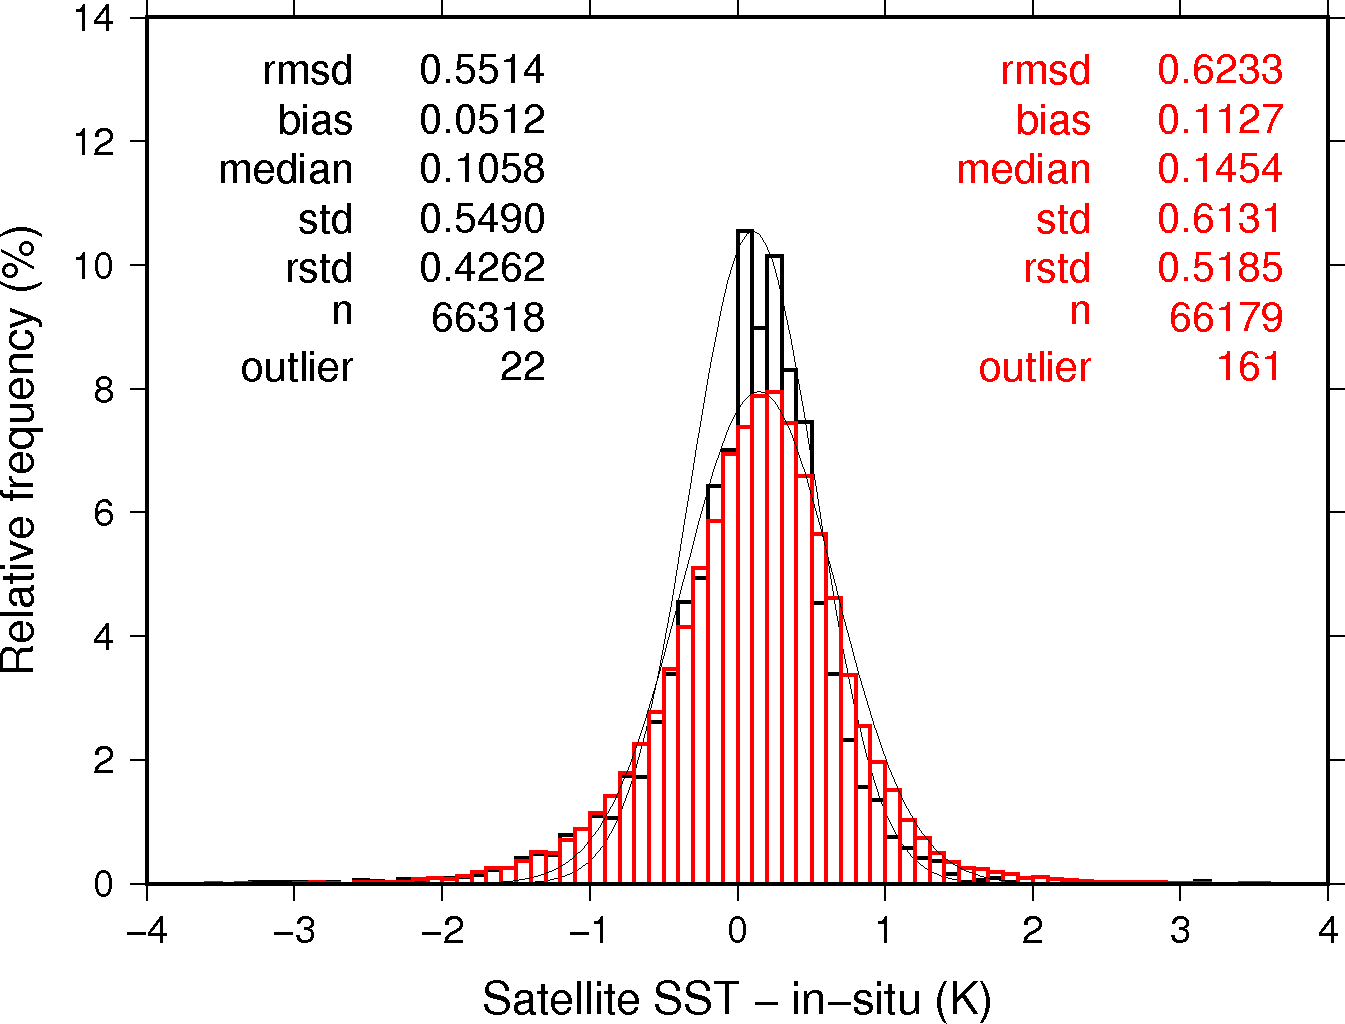 14
12
10
8
6
4
2
0
Relative frequency (%)
rmsd 0.5514
bias 0.0512
median 0.1058
std 0.5490
rstd 0.4262
n 66318
outlier 22
rmsd 0.6233
bias 0.1127
median 0.1454
std 0.6131
rstd 0.5185
n 66179
outlier 161
−4 −3 −2 −1 0 1 2 3 4
Satellite SST − in−situ (K)